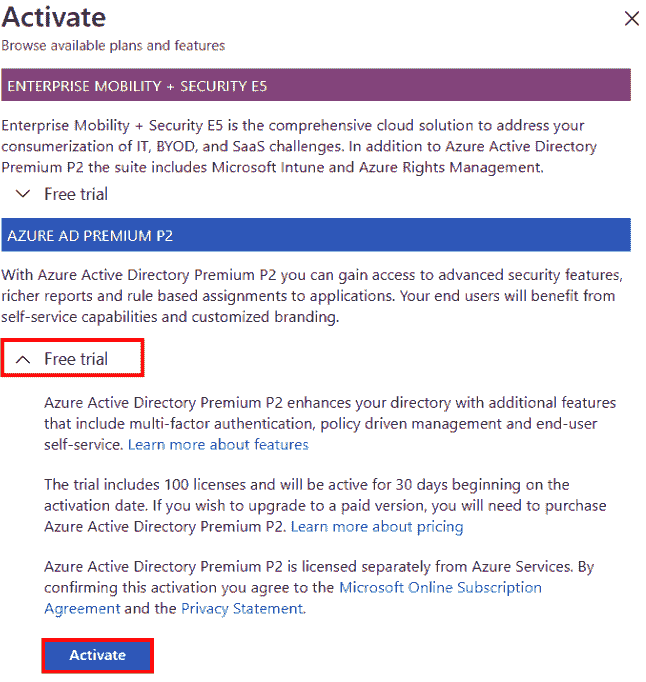 Activate
Browse available plans and features
ENTERPRISE MOBILITY + SECURITY E5
Enterprise Mobility + Security E5 is the comprehensive cloud solution to address your
consumerization of IT, BYOD, and SaaS challenges. In addition to Azure Active Directory
Premium P2 the suite includes Microsoft Intune and Azure Rights Management.
Free trial
AZURE AD PREMIUM P2
With Azure Active Directory Premium P2 you can gain access to advanced security features,
richer reports and rule based assignments to applications. Your end users will benefit from
self-service capabilities and customized branding.
Free trial
Azure Active Directory Premium P2 enhances your directory with additional features
that include multi-factor authentication, policy driven management and end-user
self-service. Learn more about features
The trial includes 100 licenses and will be active for 30 days beginning on the
activation date. If you wish to upgrade to a paid version, you will need to purchase
Azure Active Directory Premium P2. Learn more about pricing
Azure Active Directory Premium P2 is licensed separately from Azure Services. By
confirming this activation you agree to the Microsoft Online Subscription
Agreement and the Privacy Statement.
Activate